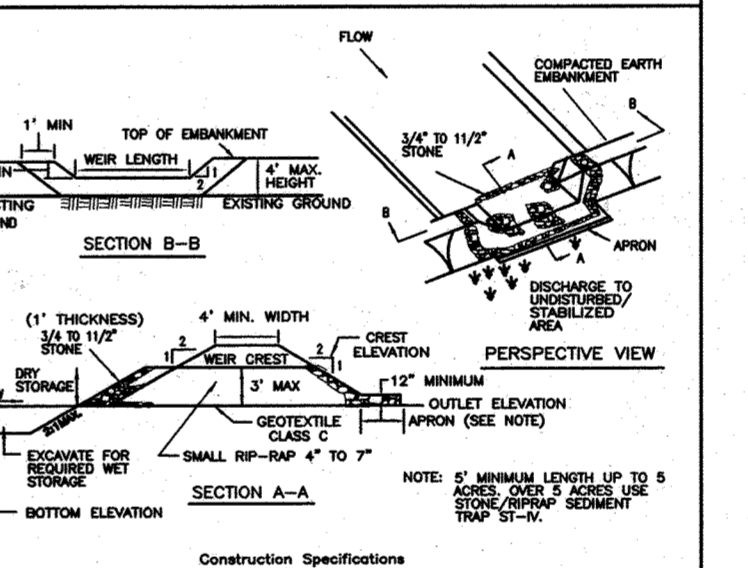 FLOW
COMPACTED EARTH
EMBANKMENT
B
1' MIN
TOP OF EMBANKMENT
3/4" TO 11/2"
STONE
A
WEIR LENGTH
1
2
4' MAX.
HEIGHT
EXISTING GROUND
B
SECTION B-B
APRON
A
DISCHARGE TO
UNDISTURBED/
STABILIZED
AREA
PERSPECTIVE VIEW
(1' THICKNESS)
3/4 TO 11/2"
STONE
4' MIN. WIDTH
2
1
WEIR CREST
2
1
CREST
ELEVATION
DRY
STORAGE
3' MAX
12" MINIMUM
OUTLET ELEVATION
2:1 MAX.
GEOTEXTILE
CLASS C
APRON (SEE NOTE)
EXCAVATE FOR
REQUIRED WET
STORAGE
SMALL RIP-RAP 4" TO 7"
SECTION A-A
BOTTOM ELEVATION
NOTE: 5' MINIMUM LENGTH UP TO 5
ACRES. OVER 5 ACRES USE
STONE/RIPRAP SEDIMENT
TRAP ST-IV.
Construction Specifications